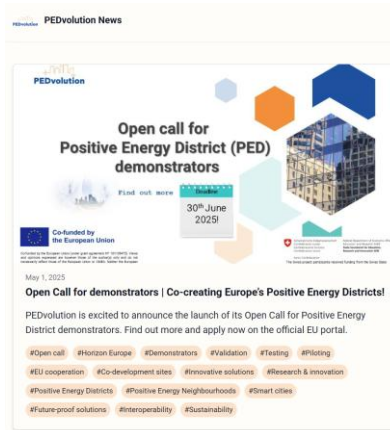 PEDvolution
PEDvolution News
PEDvolution
Open call for
Positive Energy District (PED)
demonstrators
Find out more
Deadline
30th June
2025!
Co-funded by
the European Union
May 1, 2025
Open Call for demonstrators | Co-creating Europe's Positive Energy Districts!
PEDvolution is excited to announce the launch of its Open Call for Positive Energy
District demonstrators. Find out more and apply now on the official EU portal.
#Open call #Horizon Europe #Demonstrators #Validation #Testing #Piloting
#EU cooperation #Co-development sites #Innovative solutions #Research & innovation
#Positive Energy Districts #Positive Energy Neighbourhoods #Smart cities
#Future-proof solutions #Interoperability #Sustainability